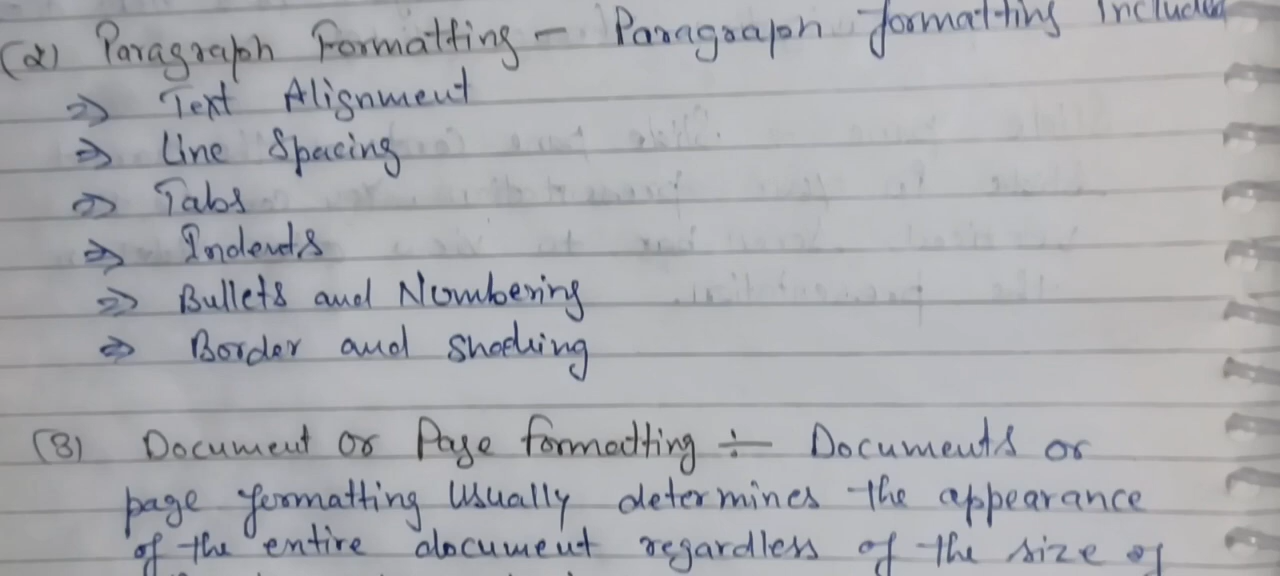 (2) Paragraph Formatting – Paragraph formatting Includes
⇒ Text Alignment
⇒ Line Spacing
⇒ Tabs
⇒ Indents
⇒ Bullets and Numbering
⇒ Border and Shading
(3) Document or Page formatting ÷ Documents or
page formatting Usually determines the appearance
of the entire document regardless of the size of